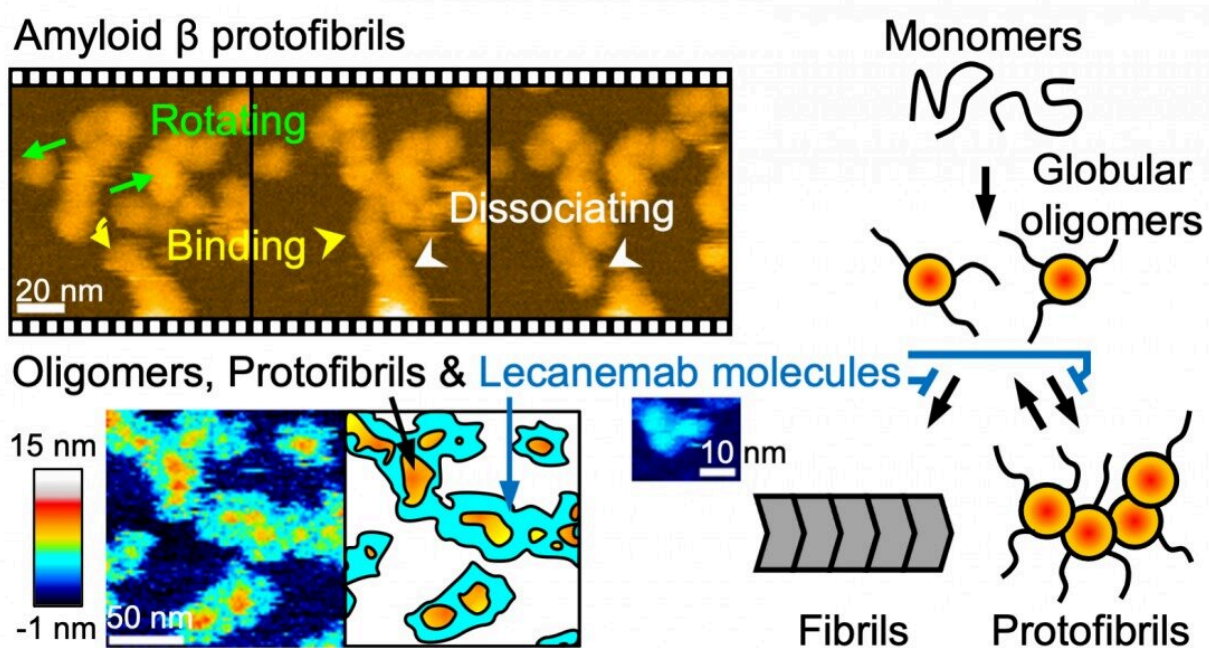 Amyloid β protofibrils
Rotating
Binding
Dissociating
20 nm
Monomers
Globular
oligomers
Oligomers, Protofibrils & Lecanemab molecules
15 nm
-1 nm
50 nm
10 nm
Fibrils
Protofibrils